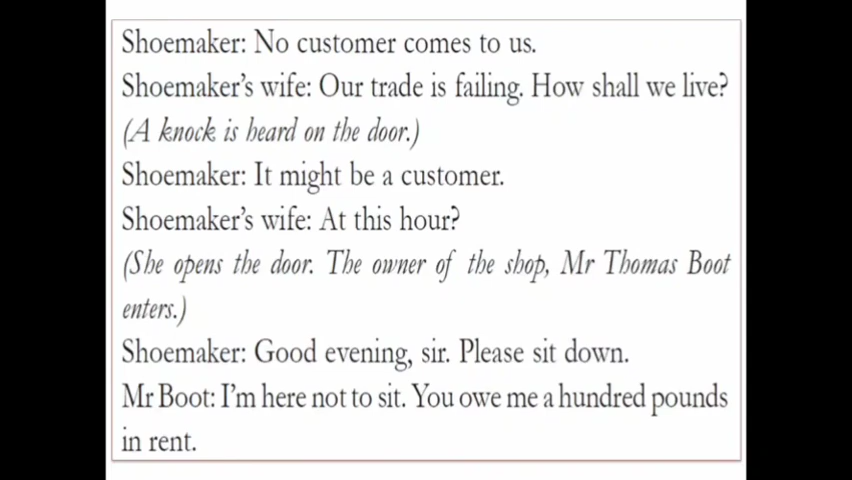 Shoemaker: No customer comes to us.
Shoemaker's wife: Our trade is failing. How shall we live?
(A knock is heard on the door.)
Shoemaker: It might be a customer.
Shoemaker's wife: At this hour?
(She opens the door. The owner of the shop, Mr Thomas Boot
enters.)
Shoemaker: Good evening, sir. Please sit down.
Mr Boot: I'm here not to sit. You owe me a hundred pounds
in rent.